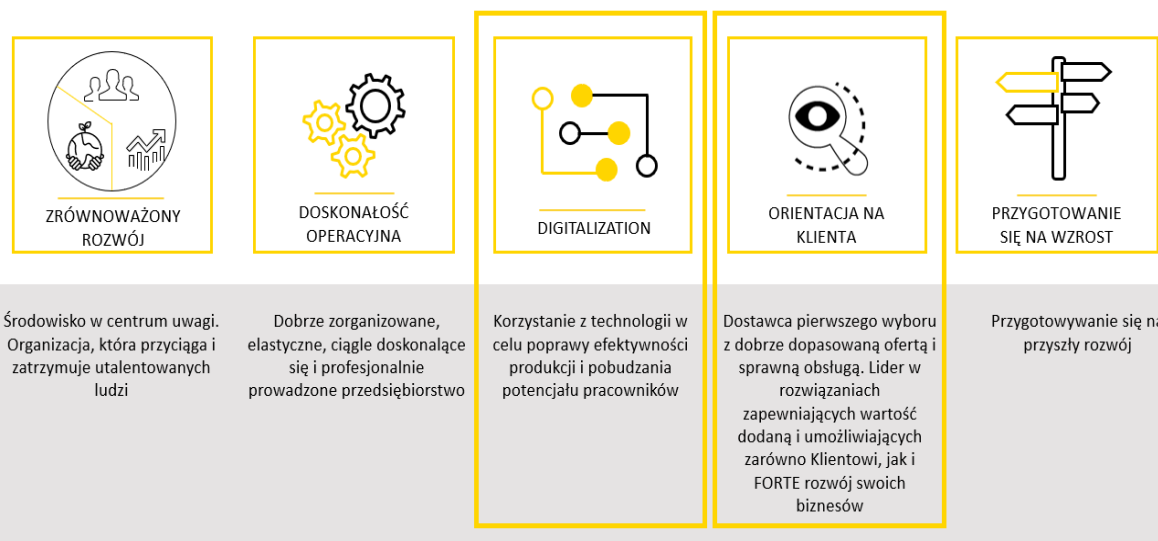 ZRÓWNOWAŻONY
ROZWÓJ
DOSKONAŁOŚĆ
OPERACYJNA
DIGITALIZATION
ORIENTACJA NA
KLIENTA
PRZYGOTOWANIE
SIĘ NA WZROST
Środowisko w centrum uwagi.
Organizacja, która przyciąga i
zatrzymuje utalentowanych
ludzi
Dobrze zorganizowane,
elastyczne, ciągle doskonalące
się i profesjonalnie
prowadzone przedsiębiorstwo
Korzystanie z technologii w
celu poprawy efektywności
produkcji i pobudzania
potencjału pracowników
Dostawca pierwszego wyboru
z dobrze dopasowaną ofertą i
sprawną obsługą. Lider w
rozwiązaniach
zapewniających wartość
dodaną i umożliwiających
zarówno Klientowi, jak i
FORTE rozwój swoich
biznesów
Przygotowywanie się na
przyszły rozwój